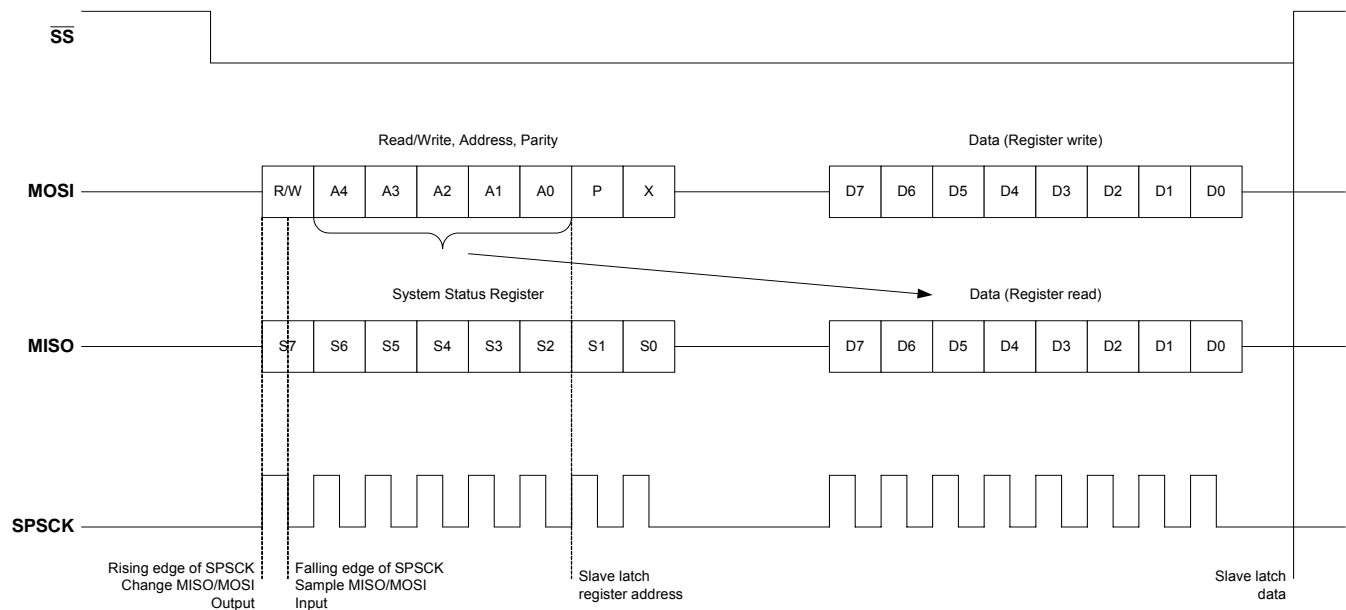 SS
Read/Write, Address, Parity
Data (Register write)
MOSI
R/W A4 A3 A2 A1 A0 P X
D7 D6 D5 D4 D3 D2 D1 D0
System Status Register
Data (Register read)
MISO
S7 S6 S5 S4 S3 S2 S1 S0
D7 D6 D5 D4 D3 D2 D1 D0
SPSCK
Rising edge of SPSCK
Change MISO/MOSI
Output
Falling edge of SPSCK
Sample MISO/MOSI
Input
Slave latch
register address
Slave latch
data